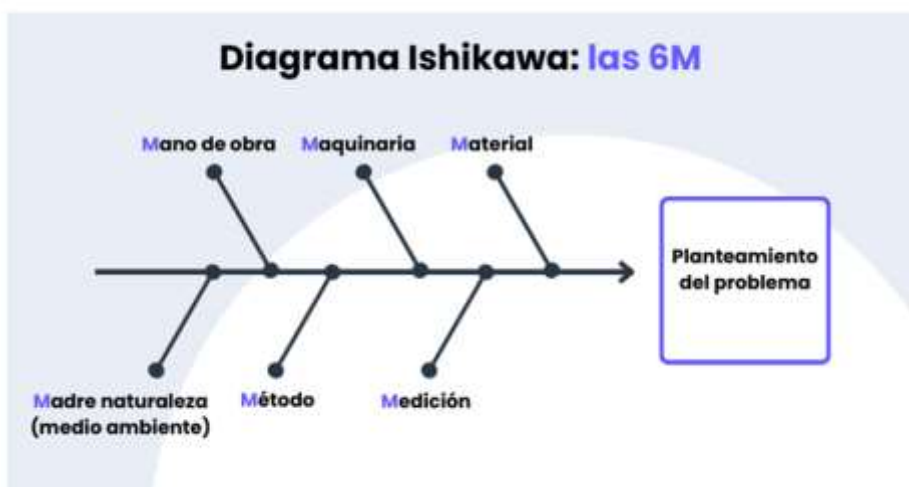 Diagrama Ishikawa: las 6M
Mano de obra
Maquinaria
Material
Planteamiento
del problema
Madre naturaleza
(medio ambiente)
Método
Medición